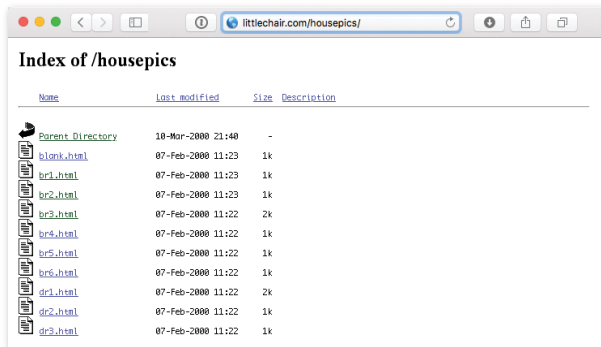 littlechair.com/housepics/
Index of /housepics
Name Last modified Size Description
Parent Directory 10-Mar-2000 21:40 -
blank.html 07-Feb-2000 11:23 1k
br1.html 07-Feb-2000 11:23 1k
br2.html 07-Feb-2000 11:23 1k
br3.html 07-Feb-2000 11:22 2k
br4.html 07-Feb-2000 11:22 1k
br5.html 07-Feb-2000 11:22 1k
br6.html 07-Feb-2000 11:22 1k
dr1.html 07-Feb-2000 11:22 2k
dr2.html 07-Feb-2000 11:22 1k
dr3.html 07-Feb-2000 11:22 1k